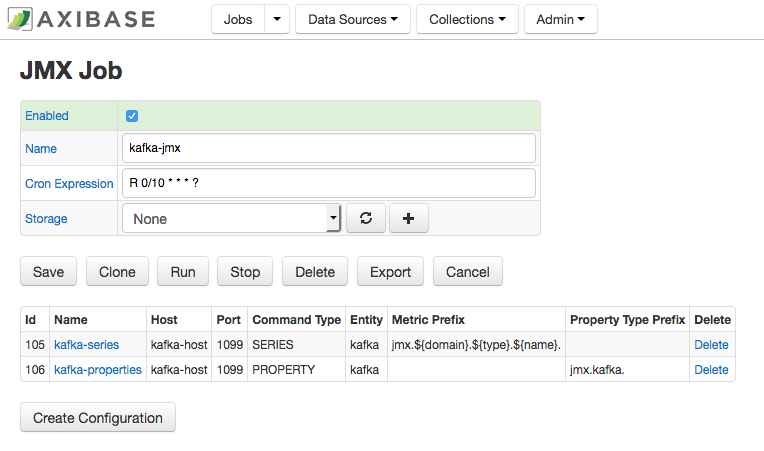 AXIBASE Jobs Data Sources Collections Admin
JMX Job
Enabled
Name kafka-jmx
Cron Expression R 0/10 * * * ?
Storage None
Save Clone Run Stop Delete Export Cancel
Id Name Host Port Command Type Entity Metric Prefix Property Type Prefix Delete
105 kafka-series kafka-host 1099 SERIES kafka jmx.${domain}.${type}.${name}. Delete
106 kafka-properties kafka-host 1099 PROPERTY kafka jmx.kafka. Delete
Create Configuration